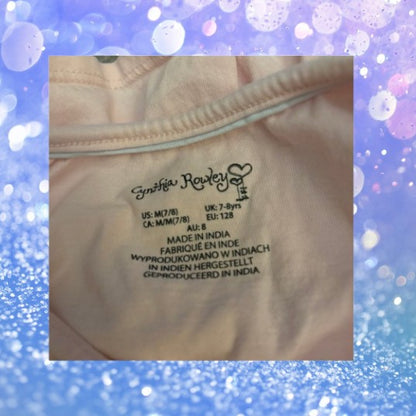 Cynthia Rowley
US: M(7/8) UK: 7-8yrs
CA: M/M(7/8) EU: 128
AU: 8
MADE IN INDIA
FABRIQUÉ EN INDE
WYPRODUKOWANO W INDIACH
IN INDIEN HERGESTELLT
GEPRODUCEERD IN INDIA